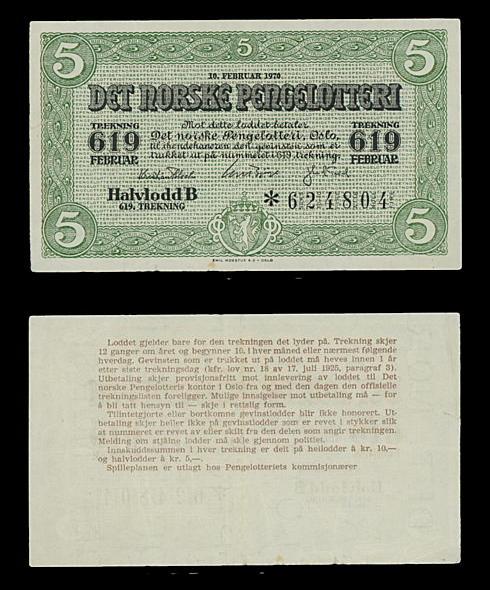 5 5 5
10. FEBRUAR 1970
DET NORSKE PENGELOTTERI
TREKNING
619
FEBRUAR
Mot dette loddet betaler
Det norske Pengelotteri, Oslo,
til ihendehaveren den gevinsten som er
trukket ut på nummeret i 619. trekning.
TREKNING
619
FEBRUAR
Halvlodd B
619. TREKNING
*624804
5 5
EMIL MOESTUE A.S - OSLO
Loddet gjelder bare for den trekningen det lyder på. Trekning skjer
12 ganger om året og begynner 10. i hver måned eller nærmest følgende
hverdag. Gevinsten som er trukket ut på loddet må heves innen 1 år
etter siste trekningsdag (kfr. lov nr. 18 av 17. juli 1925, paragraf 3).
Utbetaling skjer provisjonsfritt mot innlevering av loddet til Det
norske Pengelotteris kontor i Oslo fra og med den dagen den offisielle
trekningslisten foreligger. Mulige innsigelser mot utbetaling må — for
å bli tatt hensyn til — skje i rettslig form.
Tilintetgjorte eller bortkomne gevinstlodder blir ikke honorert. Ut-
betaling skjer heller ikke på gevinstlodder som er revet i stykker slik
at nummeret er revet av eller skilt fra den delen som angir trekningen.
Melding om stjålne lodder må skje gjennom politiet.
Innskuddssummen i hver trekning er delt på heilodder à kr. 10,—
og halvlodder à kr. 5,—.
Spilleplanen er utlagt hos Pengelotteriets kommisjonærer